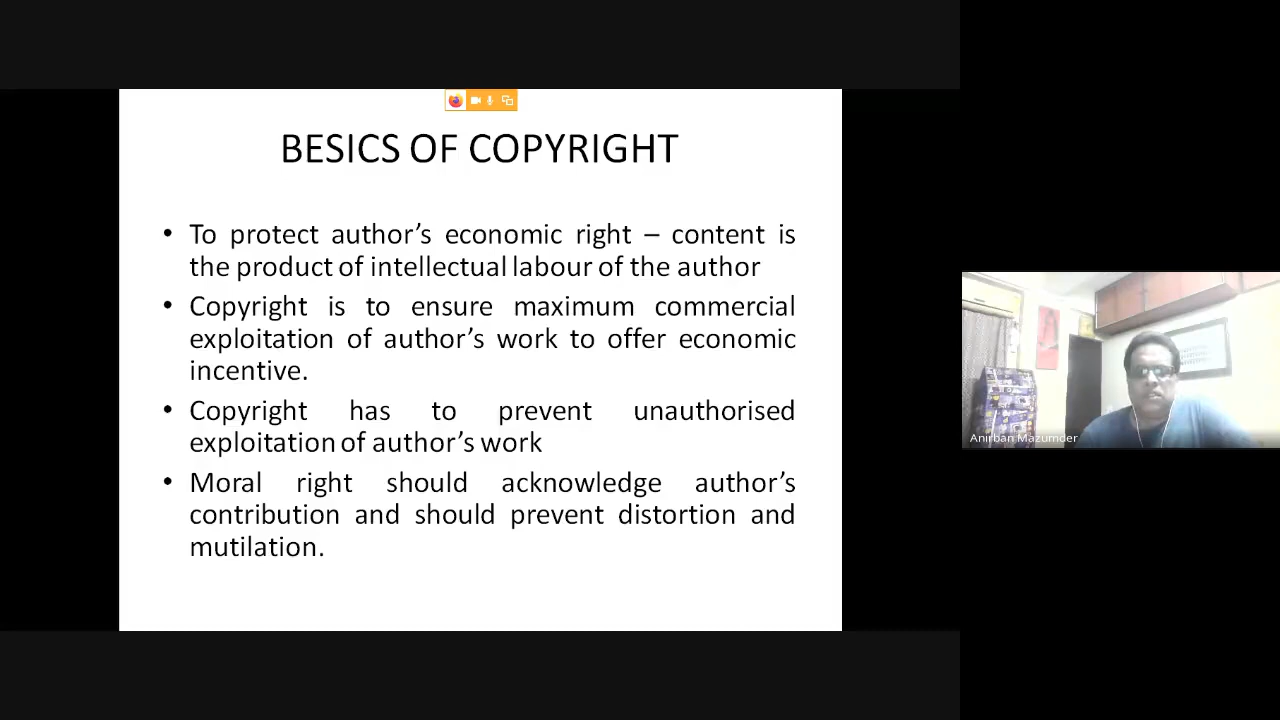 BESICS OF COPYRIGHT
• To protect author’s economic right – content is
the product of intellectual labour of the author
• Copyright is to ensure maximum commercial
exploitation of author’s work to offer economic
incentive.
• Copyright has to prevent unauthorised
exploitation of author’s work
• Moral right should acknowledge author’s
contribution and should prevent distortion and
mutilation.
Anirban Mazumder